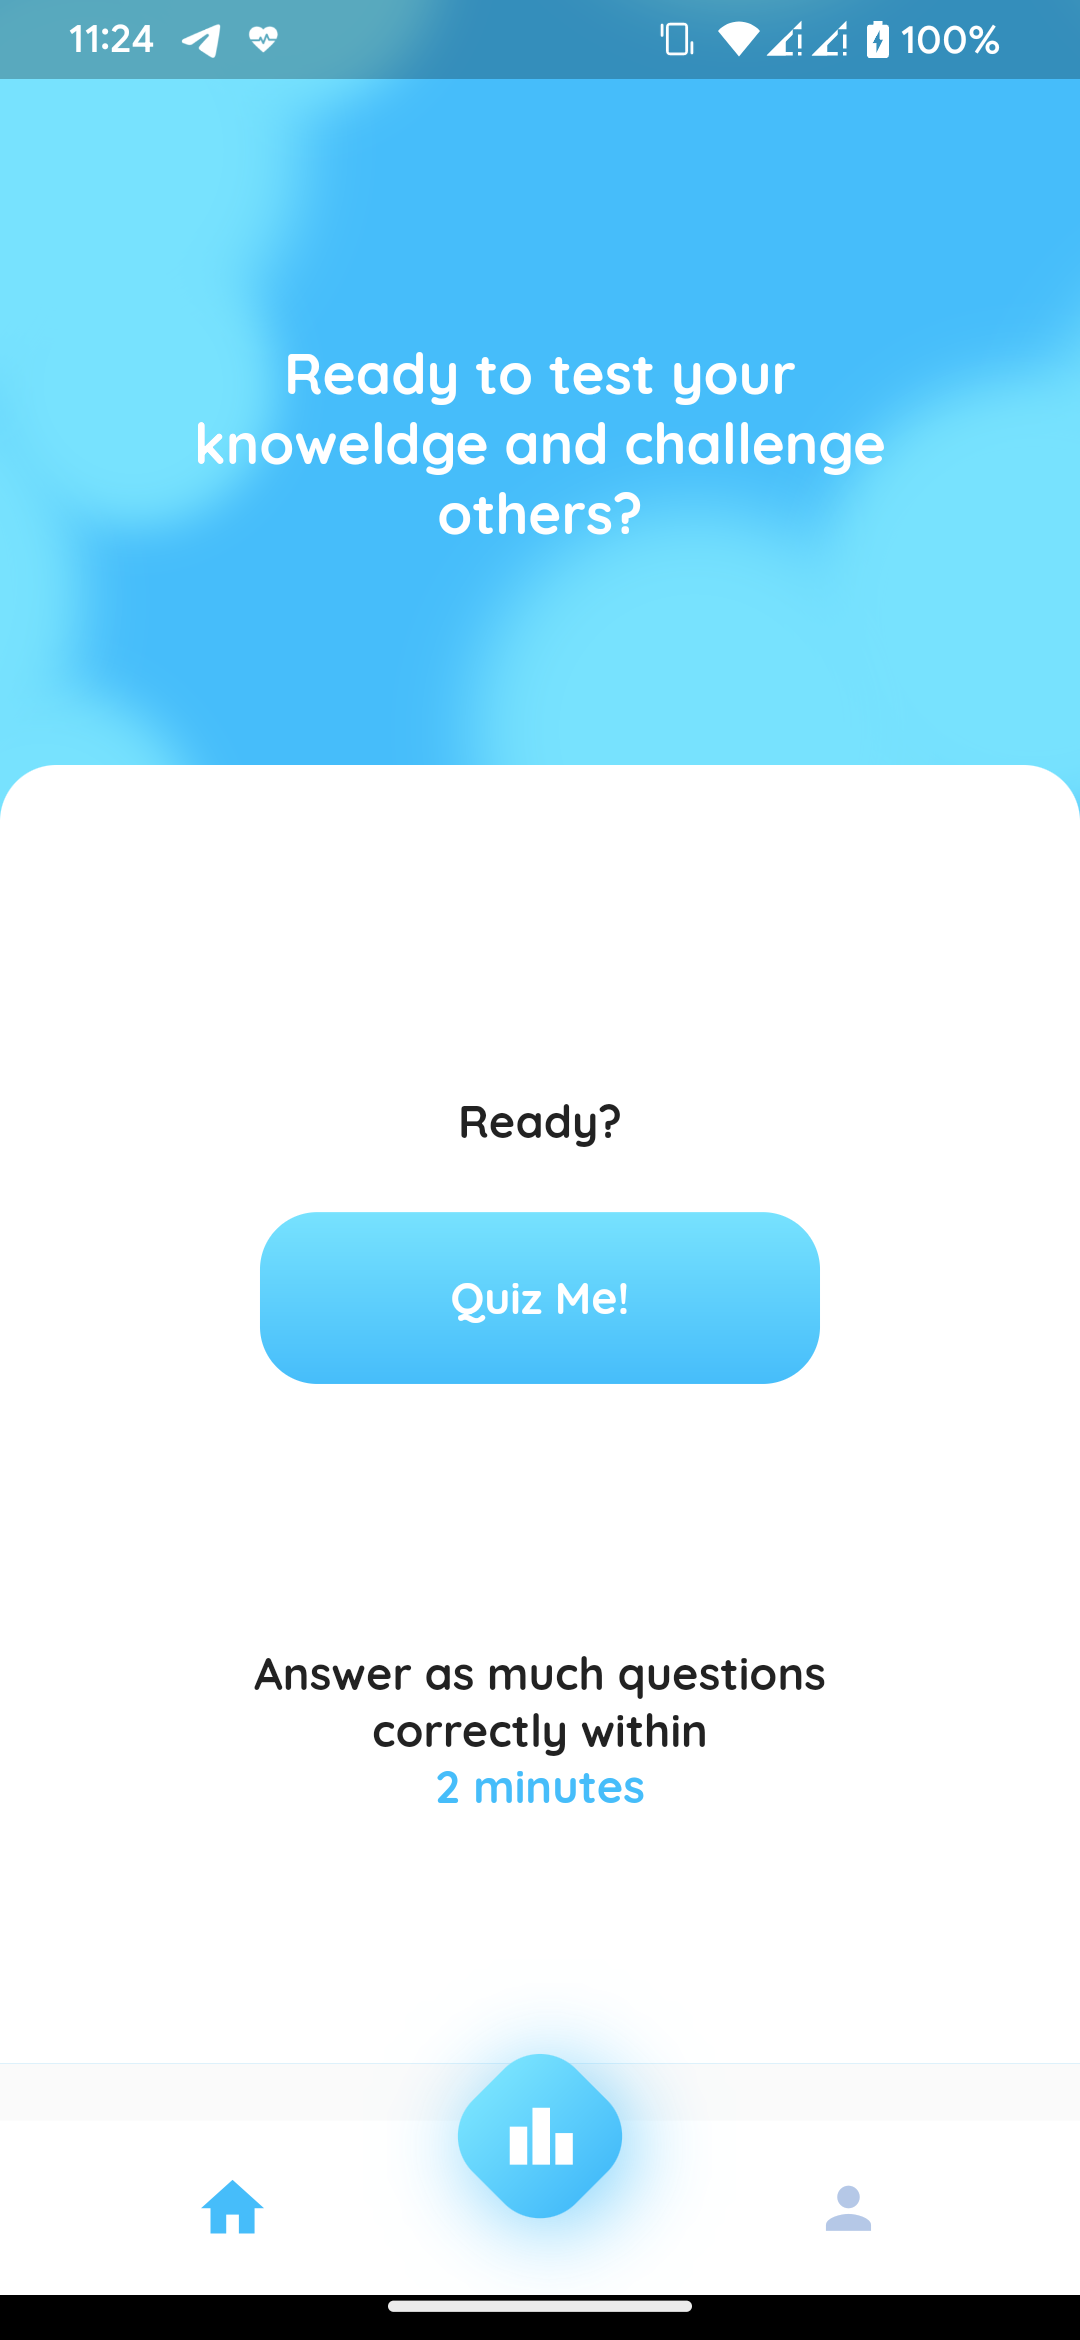 11:24
100%
Ready to test your
knoweldge and challenge
others?
Ready?
Quiz Me!
Answer as much questions
correctly within
2 minutes